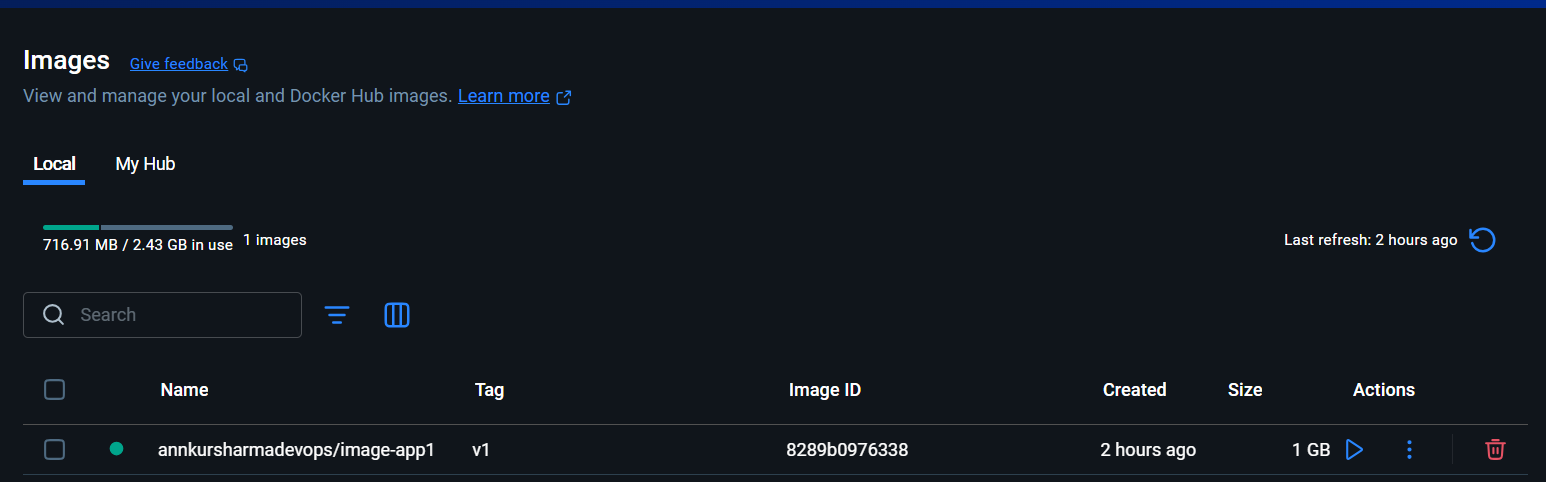 Images Give feedback
View and manage your local and Docker Hub images. Learn more
Local My Hub
716.91 MB / 2.43 GB in use 1 images Last refresh: 2 hours ago
Search
Name Tag Image ID Created Size Actions
annkursharmadevops/image-app1 v1 8289b0976338 2 hours ago 1 GB